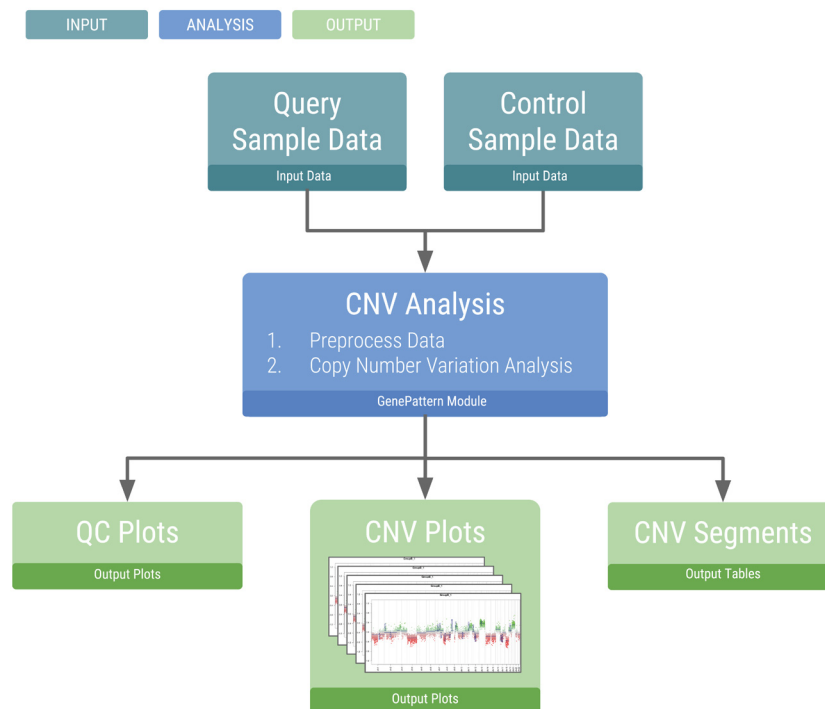 INPUT
ANALYSIS
OUTPUT
Query
Sample Data
Input Data
Control
Sample Data
Input Data
CNV Analysis
1. Preprocess Data
2. Copy Number Variation Analysis
GenePattern Module
QC Plots
Output Plots
CNV Plots
Output Plots
CNV Segments
Output Tables